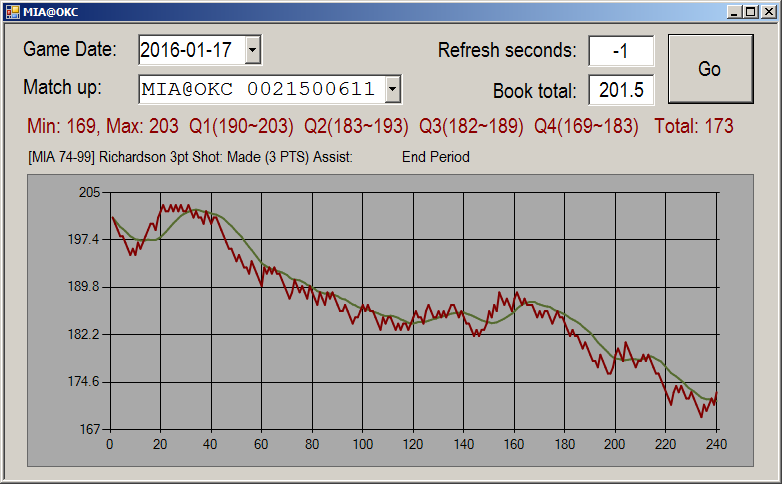 MIA@OKC
Game Date: 2016-01-17 Refresh seconds: -1 Go
Match up: MIA@OKC 0021500611 Book total: 201.5
Min: 169, Max: 203 Q1(190~203) Q2(183~193) Q3(182~189) Q4(169~183) Total: 173
[MIA 74-99] Richardson 3pt Shot: Made (3 PTS) Assist: End Period
205
197.4
189.8
182.2
174.6
167
0 20 40 60 80 100 120 140 160 180 200 220 240